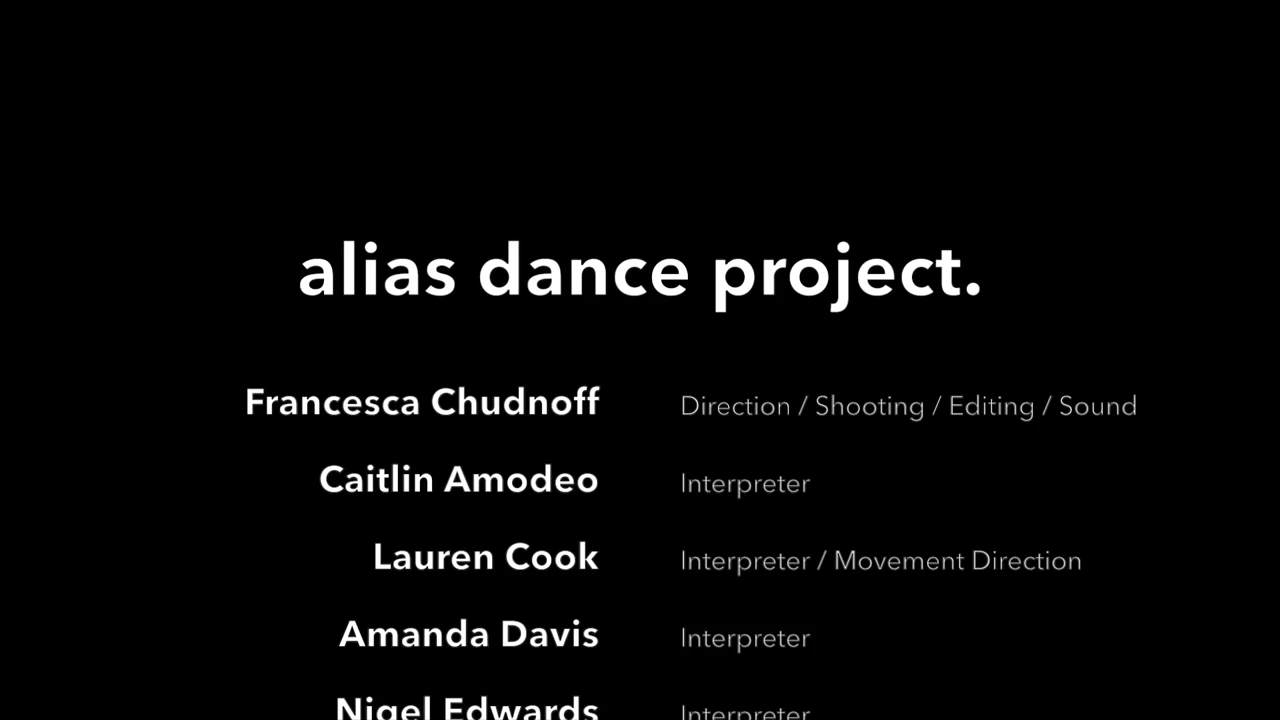 alias dance project.
Francesca Chudnoff Direction / Shooting / Editing / Sound
Caitlin Amodeo Interpreter
Lauren Cook Interpreter / Movement Direction
Amanda Davis Interpreter
Nigel Edwards Interpreter